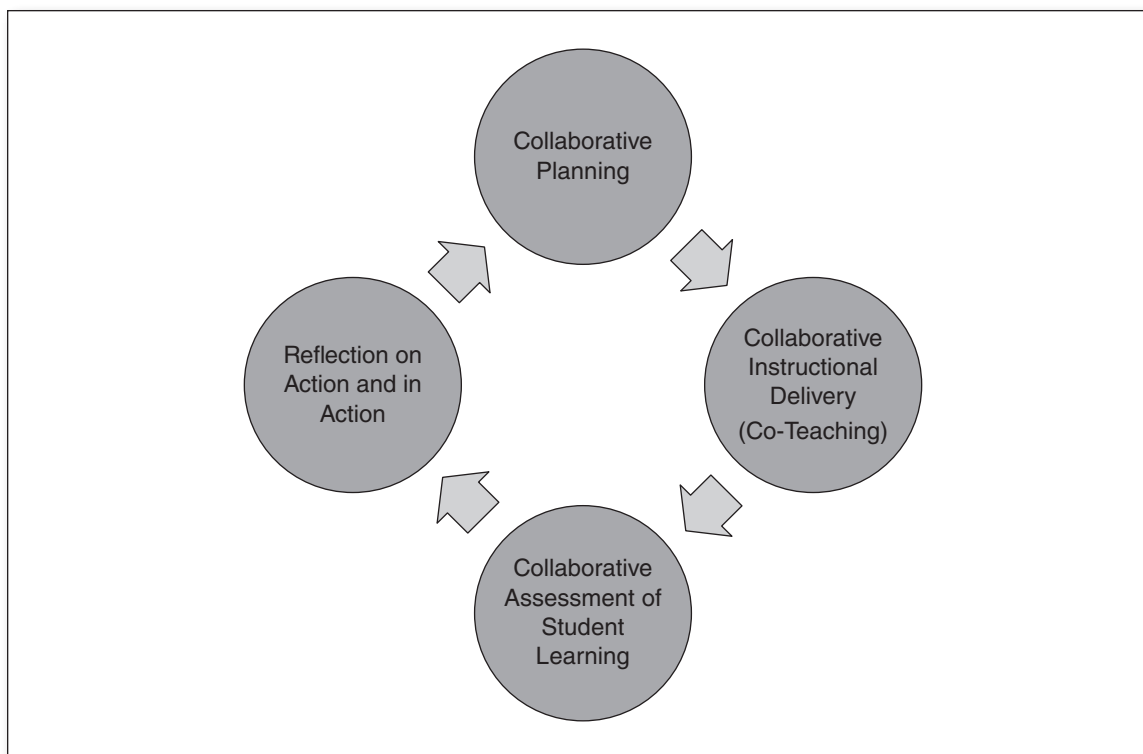 Collaborative
Planning
Collaborative
Instructional
Delivery
(Co-Teaching)
Collaborative
Assessment of
Student
Learning
Reflection on
Action and in
Action